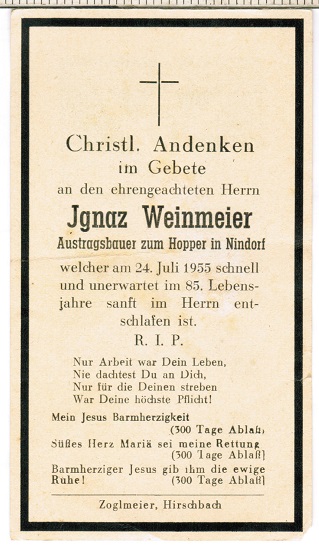 Christl. Andenken
im Gebete
an den ehrengeachteten Herrn
Jgnaz Weinmeier
Austragsbauer zum Hopper in Nindorf
welcher am 24. Juli 1955 schnell
und unerwartet im 85. Lebens-
jahre sanft im Herrn ent-
schlafen ist.
R. I. P.
Nur Arbeit war Dein Leben,
Nie dachtest Du an Dich,
Nur für die Deinen streben
War Deine höchste Pflicht!
Mein Jesus Barmherzigkeit
(300 Tage Ablaß)
Süßes Herz Mariä sei meine Rettung
(300 Tage Ablaß]
Barmherziger Jesus gib ihm die ewige
Ruhe! (300 Tage Ablaß]
Zoglmeier, Hirschbach